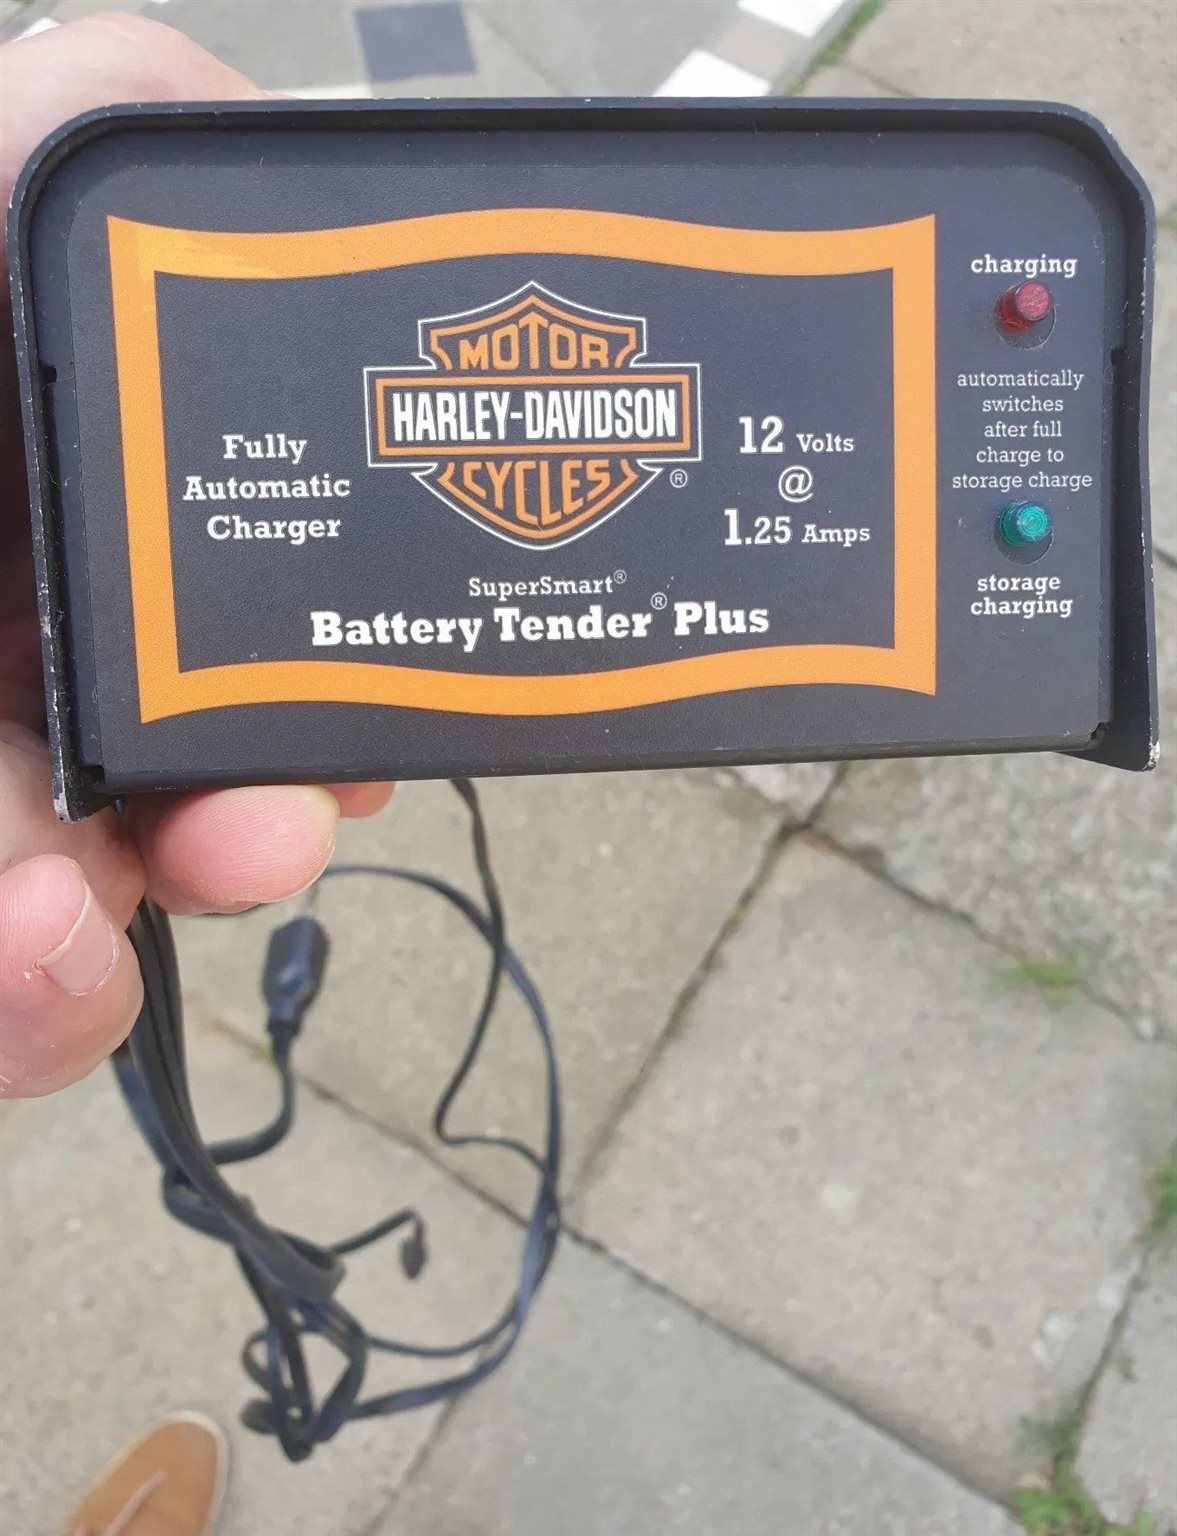 MOTOR
HARLEY-DAVIDSON
CYCLES
®
Fully
Automatic
Charger
12 Volts
@
1.25 Amps
SuperSmart®
Battery Tender® Plus
charging
automatically
switches
after full
charge to
storage charge
storage
charging